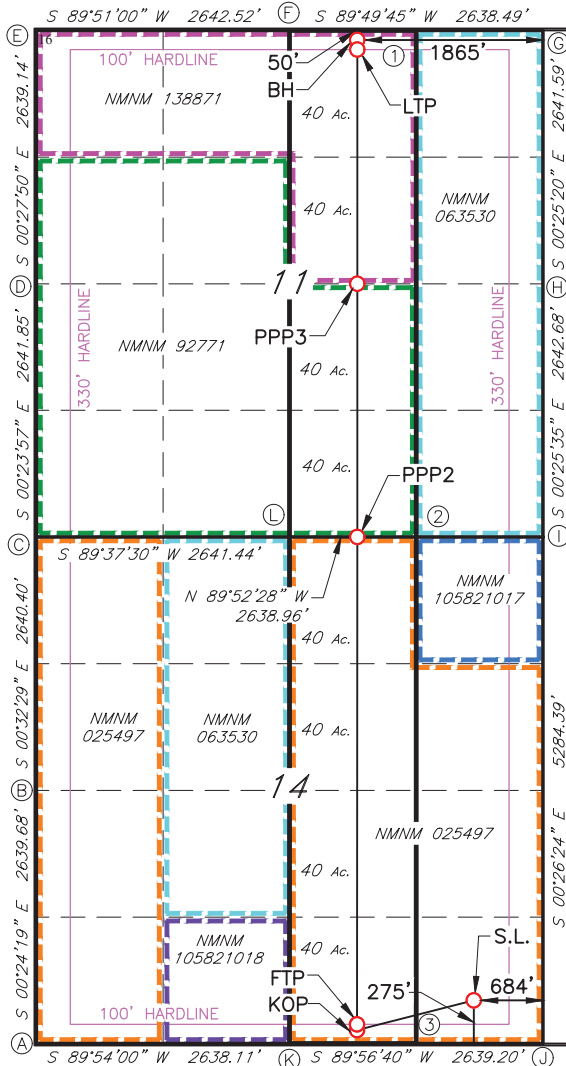 S 89°51'00" W 2642.52'
F
S 89°49'45" W 2638.49'
E
G
6
100' HARDLINE
50'
BH
1
1865'
LTP
NMNM 138871
40 Ac.
S 00°27'50" E 2639.14'
S 00°25'20" E 2641.59'
NMNM
063530
40 Ac.
D
11
H
PPP3
NMNM 92771
40 Ac.
330' HARDLINE
330' HARDLINE
S 00°23'57" E 2641.85'
S 00°25'35" E 2642.68'
40 Ac.
PPP2
L
2
C
I
S 89°37'30" W 2641.44'
N 89°52'28" W
2638.96'
NMNM
105821017
40 Ac.
S 00°32'29" E 2640.40'
NMNM
025497
NMNM
063530
40 Ac.
B
14
S 00°26'24" E 5284.39'
NMNM 025497
40 Ac.
S 00°24'19" E 2639.68'
NMNM
105821018
40 Ac.
S.L.
FTP
275'
684'
KOP
100' HARDLINE
3
A
S 89°54'00" W 2638.11'
K
S 89°56'40" W 2639.20'
J